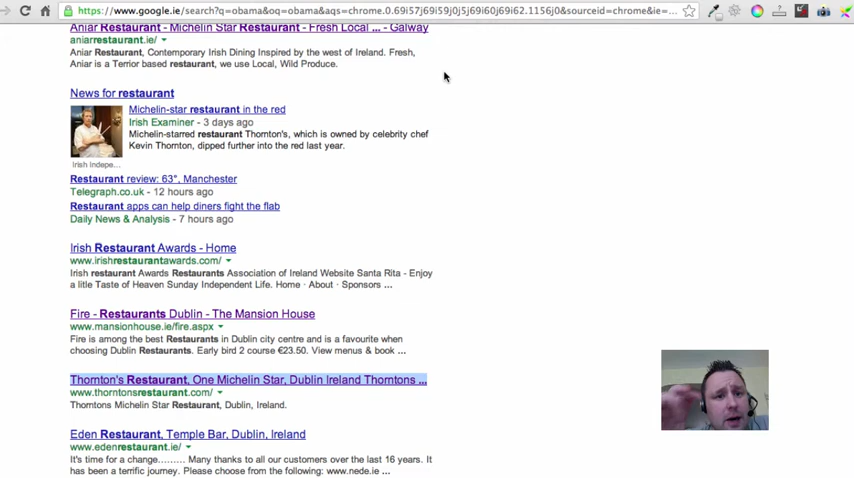 https://www.google.ie/search?q=obama&oq=obama&aqs=chrome.0.69i57j69i59j0j5j69i60j69i62.1156j0&sourceid=chrome&ie=...
Aniar Restaurant - Michelin Star Restaurant - Fresh Local ... - Galway
aniarrestaurant.ie/
Aniar Restaurant, Contemporary Irish Dining Inspired by the west of Ireland. Fresh,
Aniar is a Terrior based restaurant, we use Local, Wild Produce.
News for restaurant
Michelin-star restaurant in the red
Irish Examiner - 3 days ago
Michelin-starred restaurant Thornton's, which is owned by celebrity chef
Kevin Thornton, dipped further into the red last year.
Irish Indepe...
Restaurant review: 63°, Manchester
Telegraph.co.uk - 12 hours ago
Restaurant apps can help diners fight the flab
Daily News & Analysis - 7 hours ago
Irish Restaurant Awards - Home
www.irishrestaurantawards.com/
Irish restaurant Awards Restaurants Association of Ireland Website Santa Rita - Enjoy
a litle Taste of Heaven Sunday Independent Life. Home · About · Sponsors ...
Fire - Restaurants Dublin - The Mansion House
www.mansionhouse.ie/fire.aspx
Fire is among the best Restaurants in Dublin city centre and is a favourite when
choosing Dublin Restaurants. Early bird 2 course €23.50. View menus & book ...
Thornton's Restaurant, One Michelin Star, Dublin Ireland Thorntons ...
www.thorntonsrestaurant.com/
Thorntons Michelin Star Restaurant, Dublin, Ireland.
Eden Restaurant, Temple Bar, Dublin, Ireland
www.edenrestaurant.ie/
It's time for a change......... Many thanks to all our customers over the last 16 years. It
has been a terrific journey. Please choose from the following: www.nede.ie ...